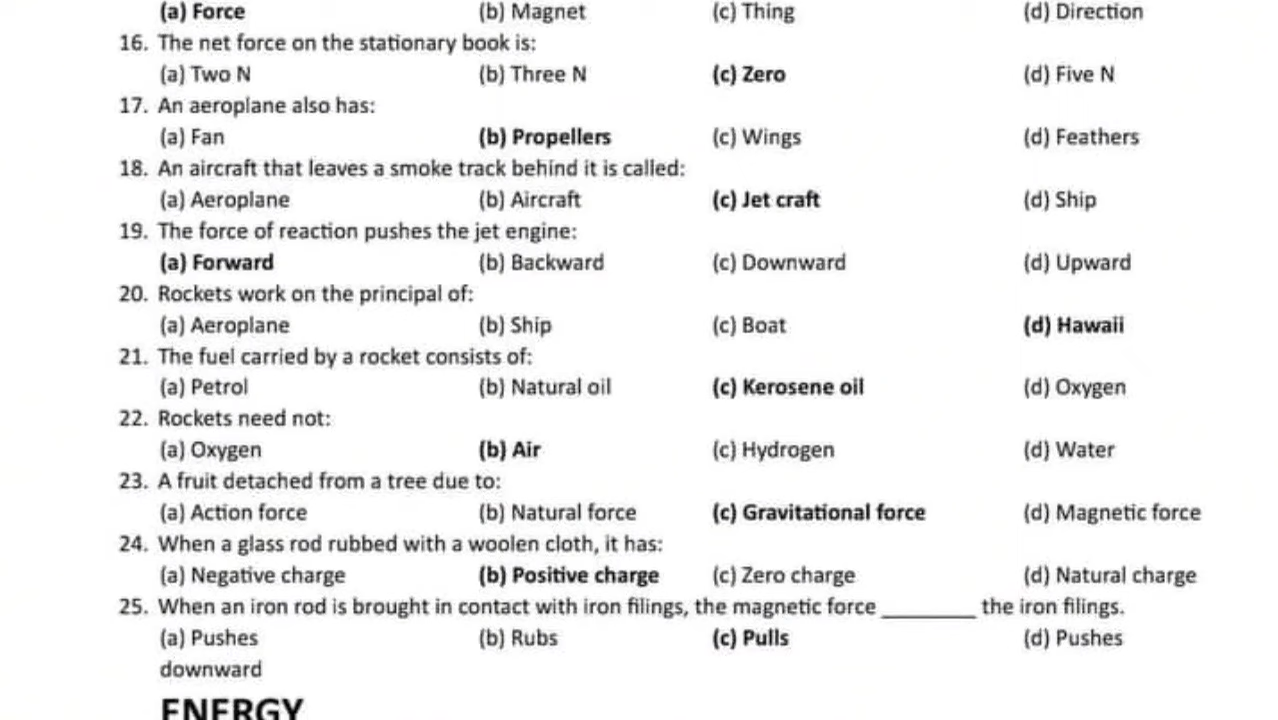 (a) Force (b) Magnet (c) Thing (d) Direction
16. The net force on the stationary book is:
(a) Two N (b) Three N (c) Zero (d) Five N
17. An aeroplane also has:
(a) Fan (b) Propellers (c) Wings (d) Feathers
18. An aircraft that leaves a smoke track behind it is called:
(a) Aeroplane (b) Aircraft (c) Jet craft (d) Ship
19. The force of reaction pushes the jet engine:
(a) Forward (b) Backward (c) Downward (d) Upward
20. Rockets work on the principal of:
(a) Aeroplane (b) Ship (c) Boat (d) Hawaii
21. The fuel carried by a rocket consists of:
(a) Petrol (b) Natural oil (c) Kerosene oil (d) Oxygen
22. Rockets need not:
(a) Oxygen (b) Air (c) Hydrogen (d) Water
23. A fruit detached from a tree due to:
(a) Action force (b) Natural force (c) Gravitational force (d) Magnetic force
24. When a glass rod rubbed with a woolen cloth, it has:
(a) Negative charge (b) Positive charge (c) Zero charge (d) Natural charge
25. When an iron rod is brought in contact with iron filings, the magnetic force ________ the iron filings.
(a) Pushes (b) Rubs (c) Pulls (d) Pushes
downward
ENERGY